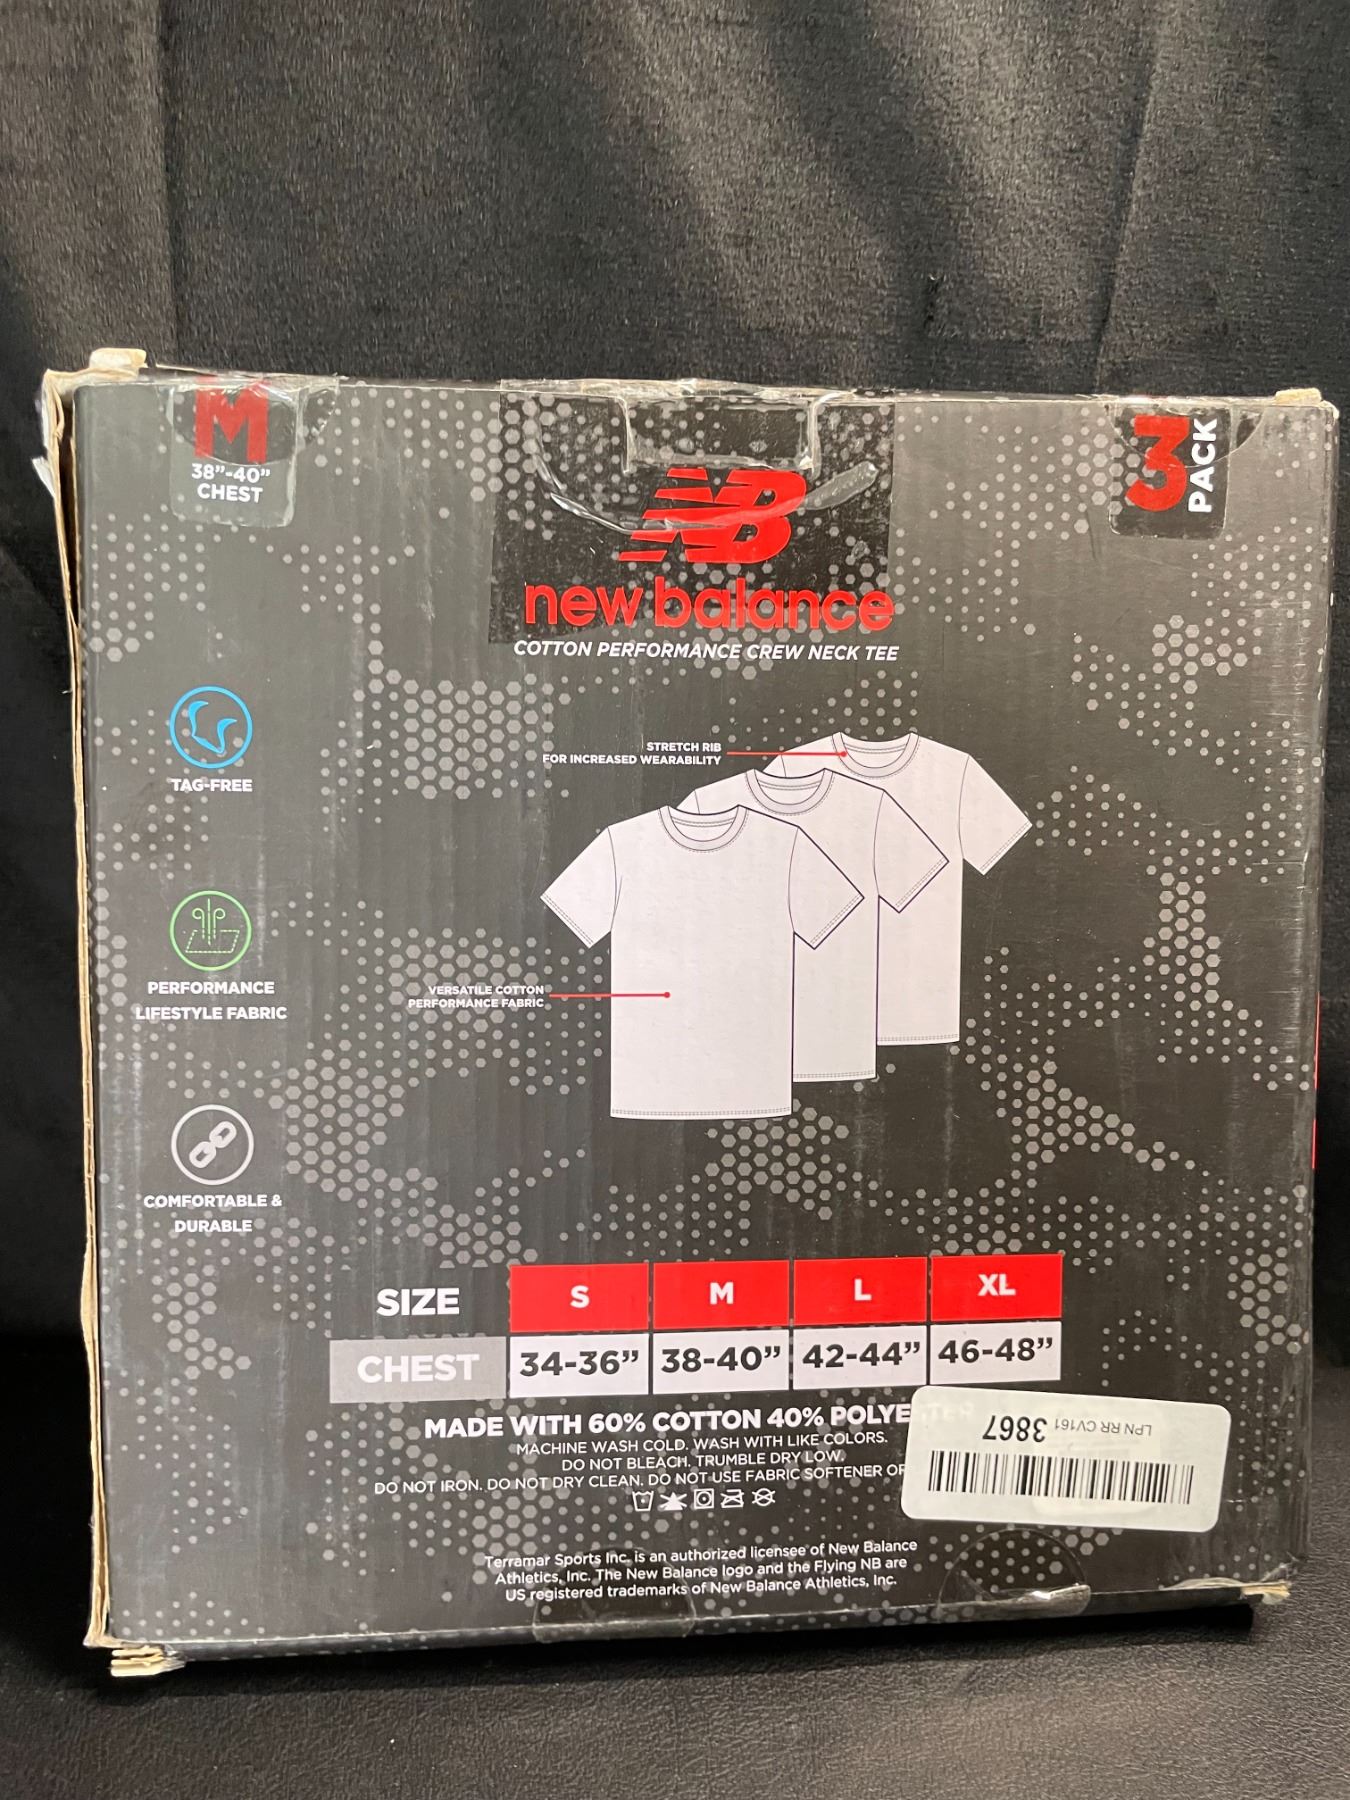 M
38”-40”
CHEST
3
PACK
NB
new balance
COTTON PERFORMANCE CREW NECK TEE
STRETCH RIB
FOR INCREASED WEARABILITY
TAG-FREE
VERSATILE COTTON
PERFORMANCE FABRIC
PERFORMANCE
LIFESTYLE FABRIC
COMFORTABLE &
DURABLE
SIZE S M L XL
CHEST 34-36” 38-40” 42-44” 46-48”
MADE WITH 60% COTTON 40% POLYESTER
MACHINE WASH COLD. WASH WITH LIKE COLORS.
DO NOT BLEACH. TRUMBLE DRY LOW.
DO NOT IRON. DO NOT DRY CLEAN. DO NOT USE FABRIC SOFTENER OR
LPN RR CV161 3867
Terramar Sports Inc. is an authorized licensee of New Balance
Athletics, Inc. The New Balance logo and the Flying NB are
US registered trademarks of New Balance Athletics, Inc.